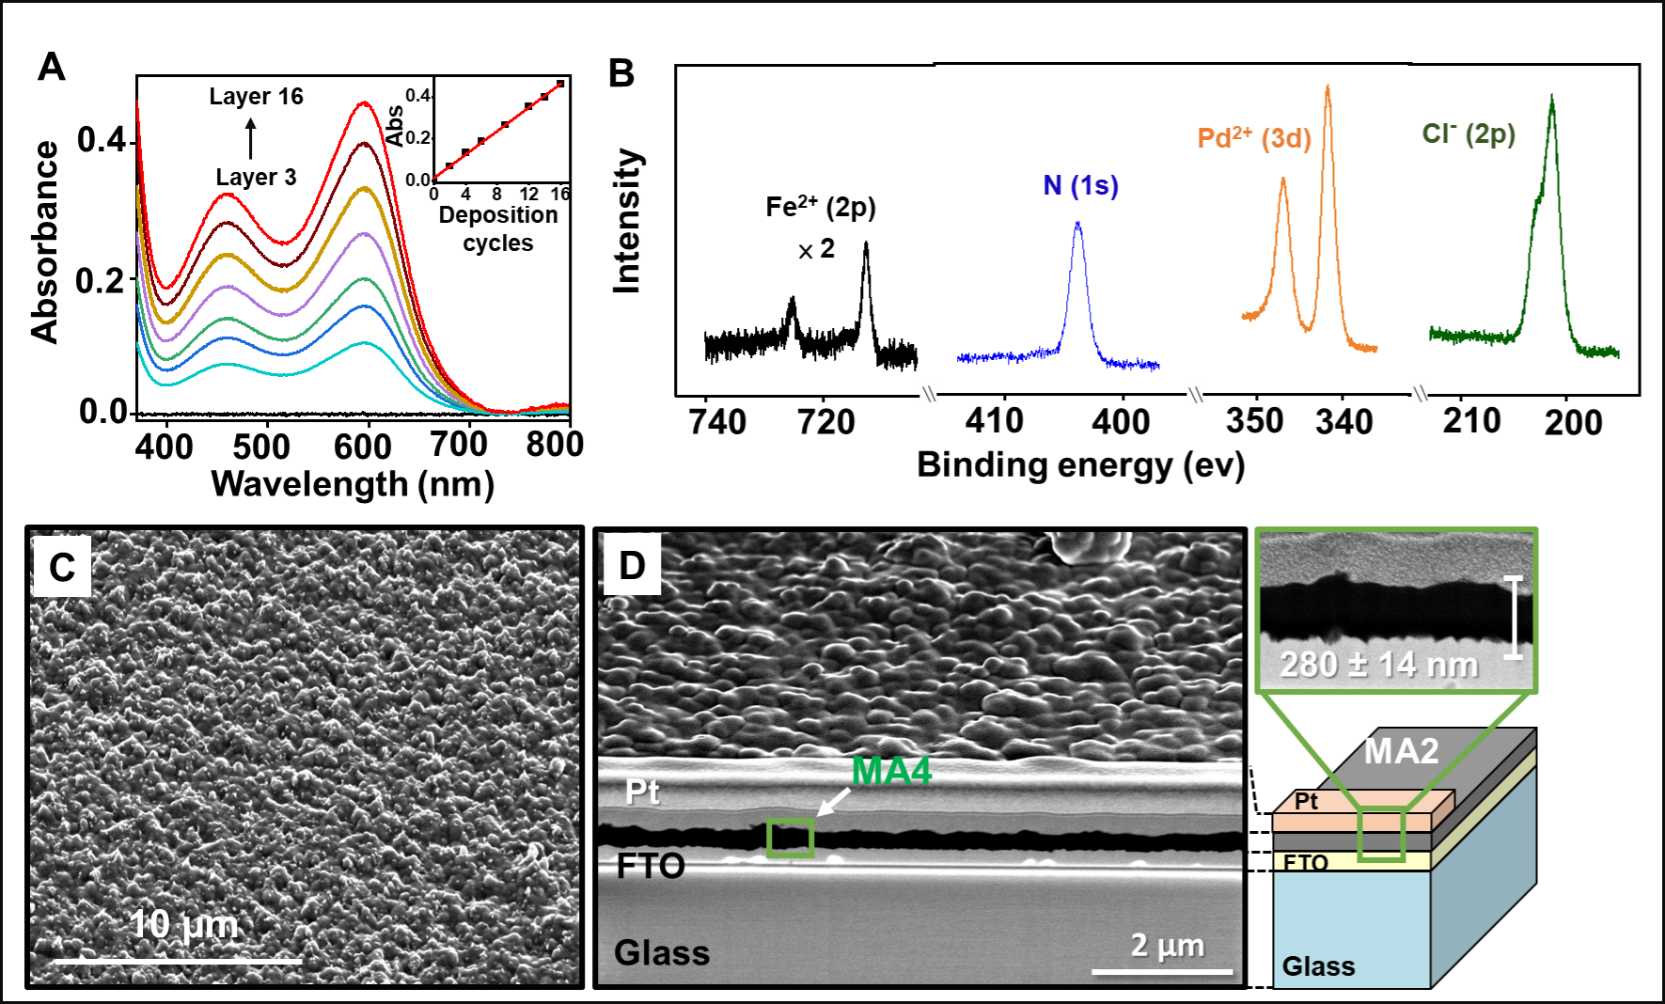 A
Layer 16
Layer 3
Absorbance
0.4
0.2
0.0
400 500 600 700 800
Wavelength (nm)
Abs
0.4
0.2
0.0
0 4 8 12 16
Deposition
cycles
B
Intensity
Fe2+ (2p)
× 2
N (1s)
Pd2+ (3d)
Cl- (2p)
740 720 410 400 350 340 210 200
Binding energy (ev)
C
10 μm
D
Pt
MA4
FTO
Glass
2 μm
280 ± 14 nm
MA2
Pt
FTO
Glass